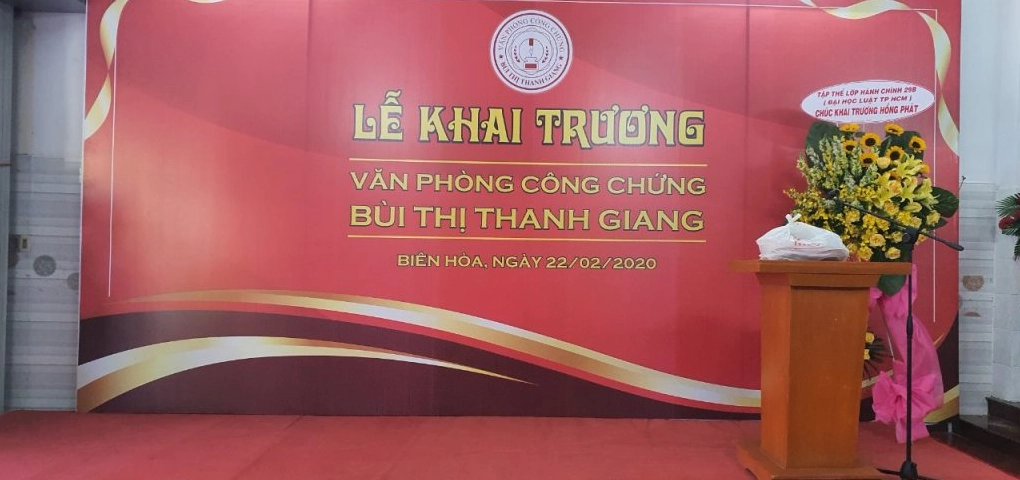 VĂN PHÒNG CÔNG CHỨNG
BÙI THỊ THANH GIANG
LỄ KHAI TRƯƠNG
VĂN PHÒNG CÔNG CHỨNG
BÙI THỊ THANH GIANG
BIÊN HÒA, NGÀY 22/02/2020
TẬP THỂ LỚP HÀNH CHÍNH 29B
( ĐẠI HỌC LUẬT TP HCM )
CHÚC KHAI TRƯƠNG HỒNG PHÁT